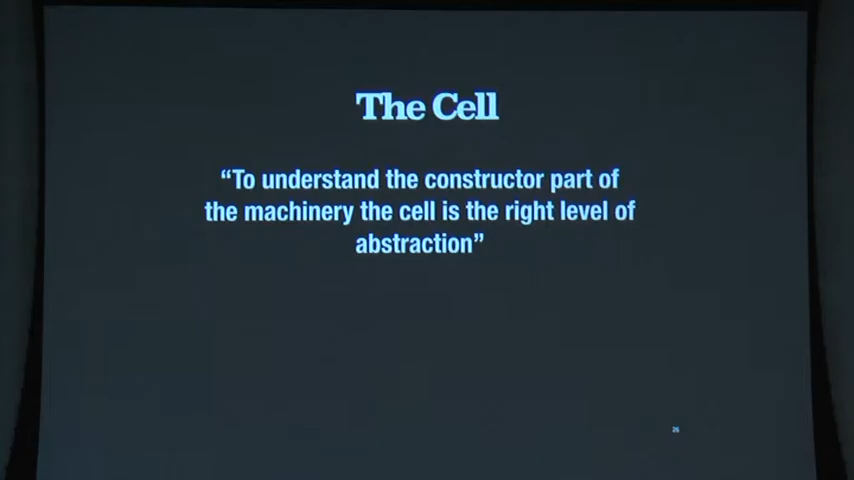 The Cell
“To understand the constructor part of
the machinery the cell is the right level of
abstraction”
26